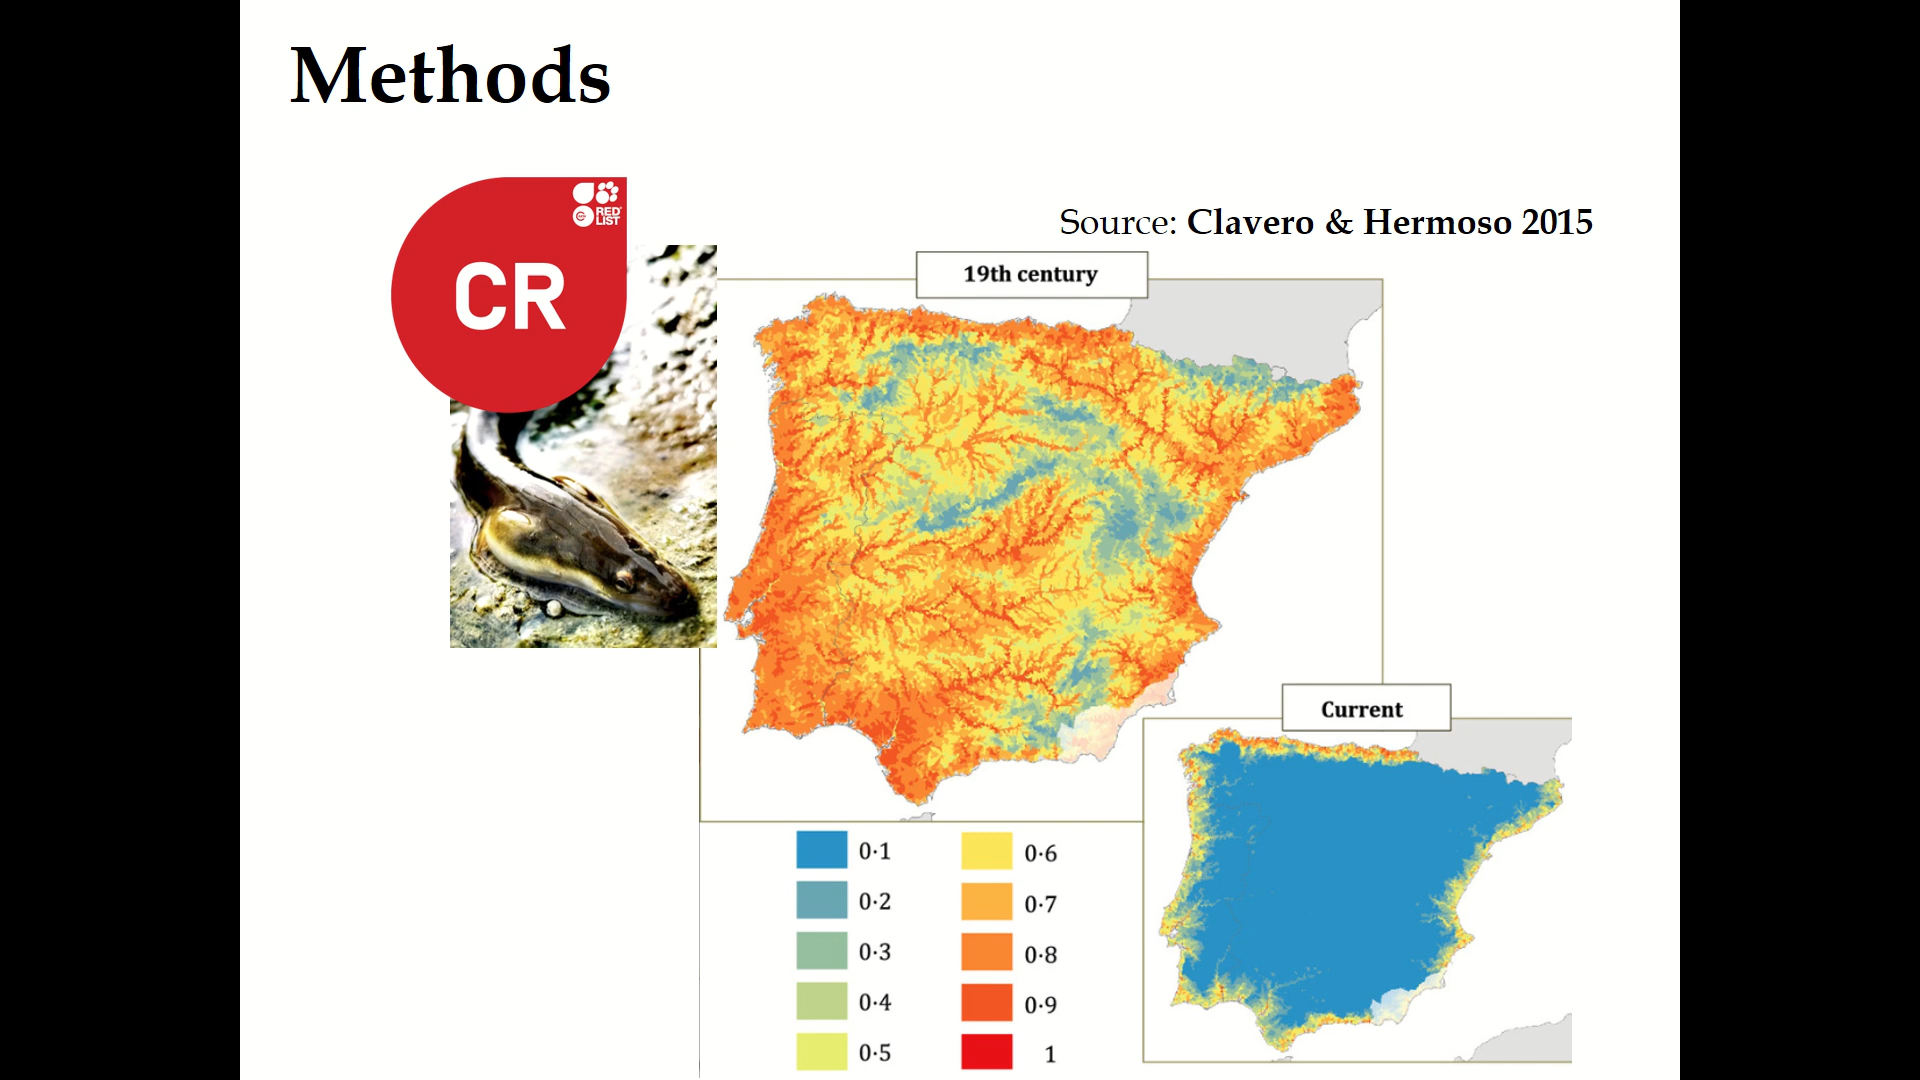 Methods
RED
LIST
CR
Source: Clavero & Hermoso 2015
19th century
Current
0·1
0·2
0·3
0·4
0·5
0·6
0·7
0·8
0·9
1